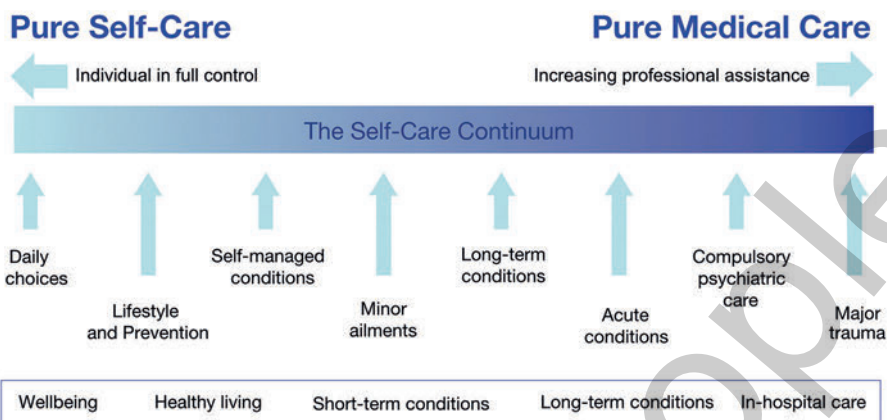 Pure Self-Care
Pure Medical Care
Individual in full control
Increasing professional assistance
The Self-Care Continuum
Daily
choices
Lifestyle
and Prevention
Self-managed
conditions
Minor
ailments
Long-term
conditions
Acute
conditions
Compulsory
psychiatric
care
Major
trauma
Wellbeing
Healthy living
Short-term conditions
Long-term conditions
In-hospital care